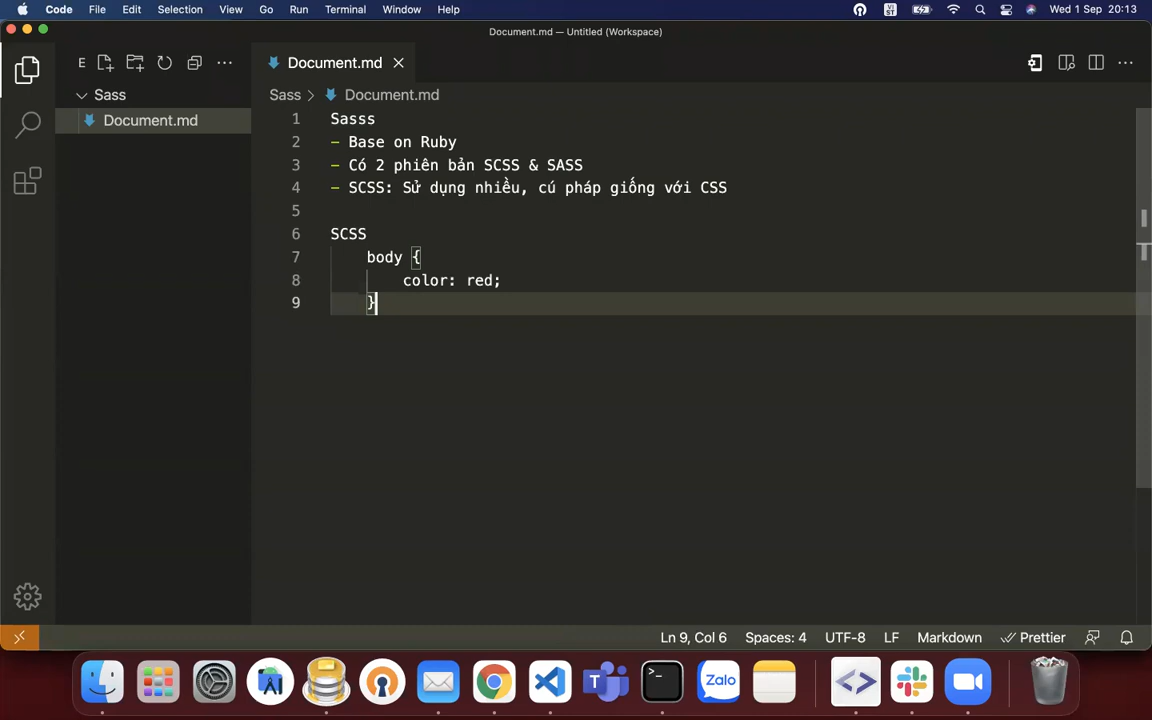 Code File Edit Selection View Go Run Terminal Window Help VI ST Wed 1 Sep 20:13
Document.md — Untitled (Workspace)
E Document.md
Sass
Sass Document.md
Document.md
1 Sasss
2 - Base on Ruby
3 - Có 2 phiên bản SCSS & SASS
4 - SCSS: Sử dụng nhiều, cú pháp giống với CSS
5
6 SCSS
7 body {
8 color: red;
9 }
Ln 9, Col 6 Spaces: 4 UTF-8 LF Markdown Prettier
Zalo